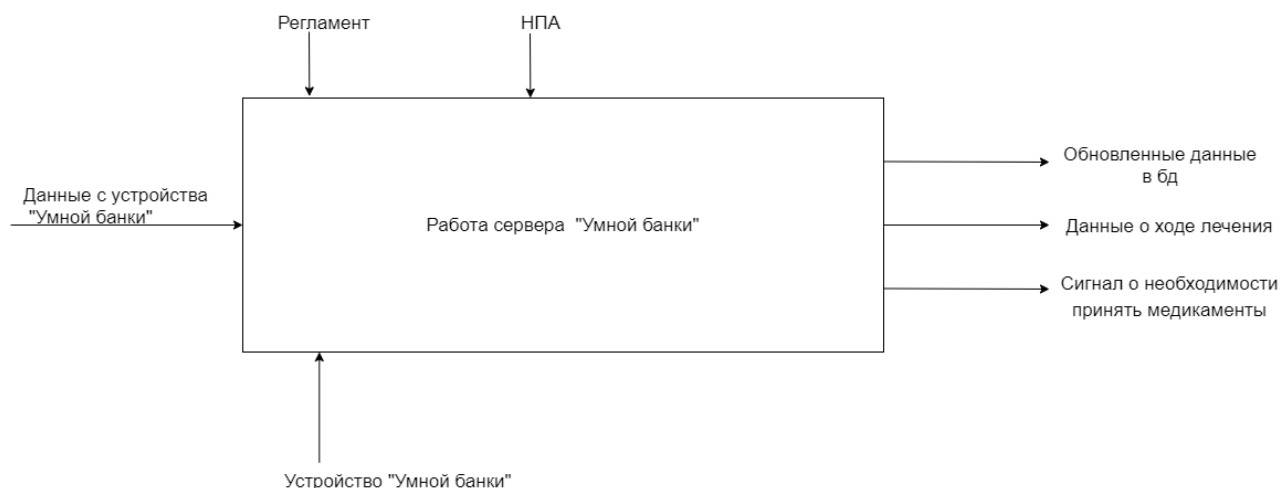 Регламент
НПА
Обновленные данные
в бд
Данные с устройства
"Умной банки"
Работа сервера "Умной банки"
Данные о ходе лечения
Сигнал о необходимости
принять медикаменты
Устройство "Умной банки"